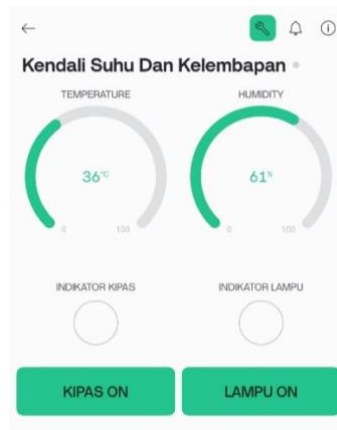 Kendali Suhu Dan Kelembapan
TEMPERATURE
HUMIDITY
36°C
61%
0 100
0 100
INDIKATOR KIPAS
INDIKATOR LAMPU
KIPAS ON
LAMPU ON